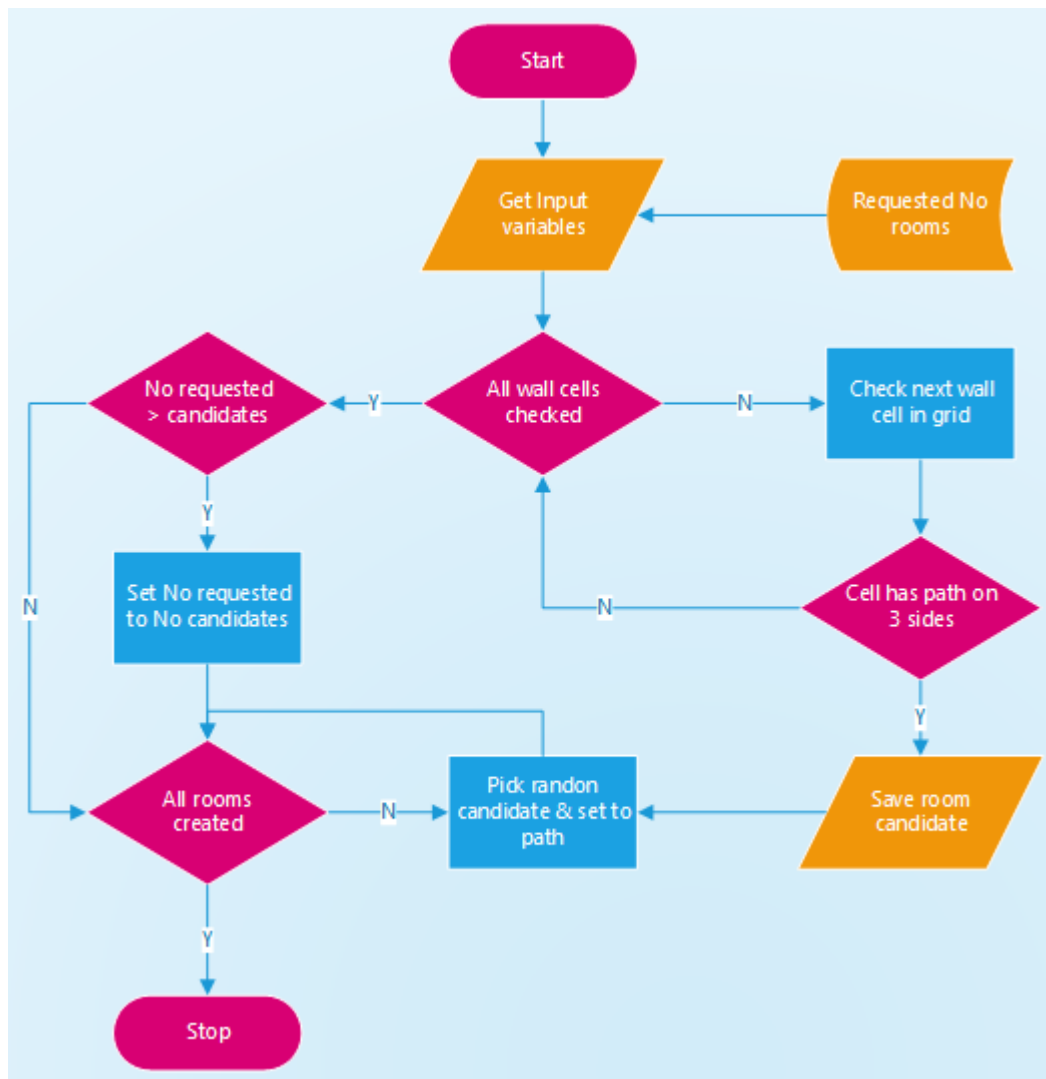 Start
Get Input
variables
Requested No
rooms
No requested
> candidates
Y
All wall cells
checked
N
Check next wall
cell in grid
Y
Set No requested
to No candidates
N
N
Cell has path on
3 sides
Y
All rooms
created
N
Pick randon
candidate & set to
path
Save room
candidate
Y
Stop